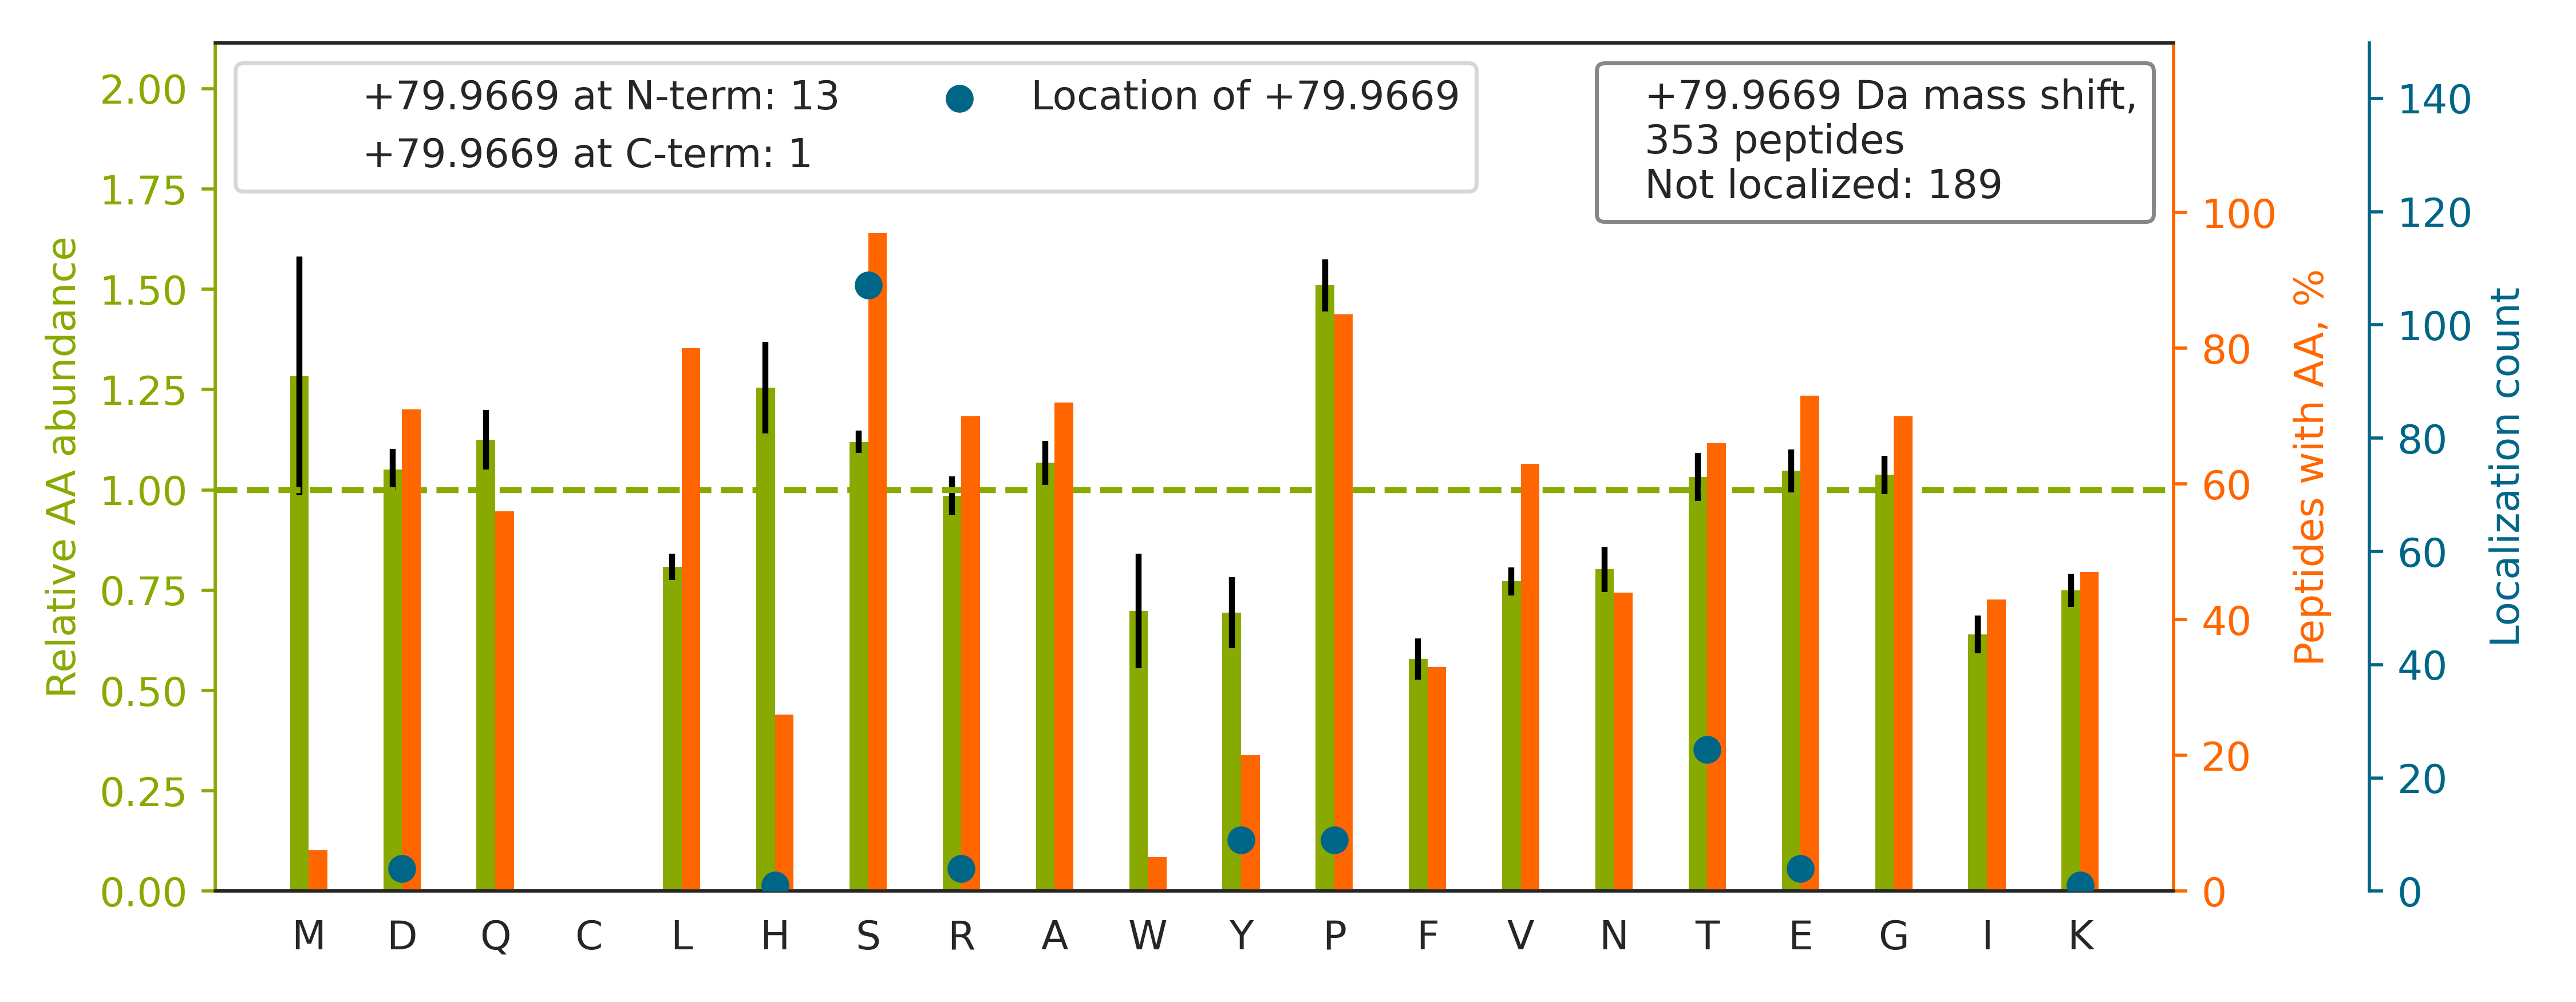 +79.9669 at N-term: 13
+79.9669 at C-term: 1
Location of +79.9669
+79.9669 Da mass shift,
353 peptides
Not localized: 189
Relative AA abundance
2.00
1.75
1.50
1.25
1.00
0.75
0.50
0.25
0.00
M D Q C L H S R A W Y P F V N T E G I K
100
80
60
40
20
0
Peptides with AA, %
140
120
100
80
60
40
20
0
Localization count